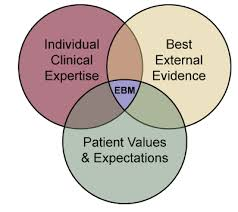 Individual
Clinical
Expertise
Best
External
Evidence
EBM
Patient Values
& Expectations